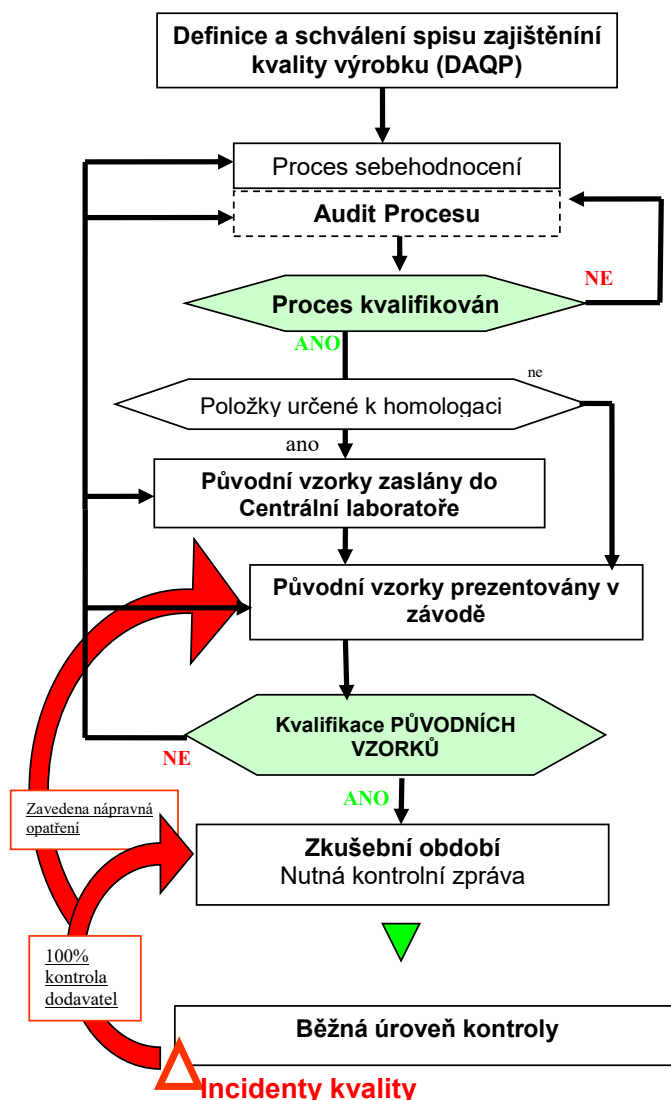 Definice a schválení spisu zajištěníní
kvality výrobku (DAQP)
Proces sebehodnocení
Audit Procesu
NE
Proces kvalifikován
ANO
ne
Položky určené k homologaci
ano
Původní vzorky zaslány do
Centrální laboratoře
Původní vzorky prezentovány v
závodě
Kvalifikace PŮVODNÍCH
VZORKŮ
NE
ANO
Zavedena nápravná
opatření
Zkušební období
Nutná kontrolní zpráva
100%
kontrola
dodavatel
Běžná úroveň kontroly
Incidenty kvality